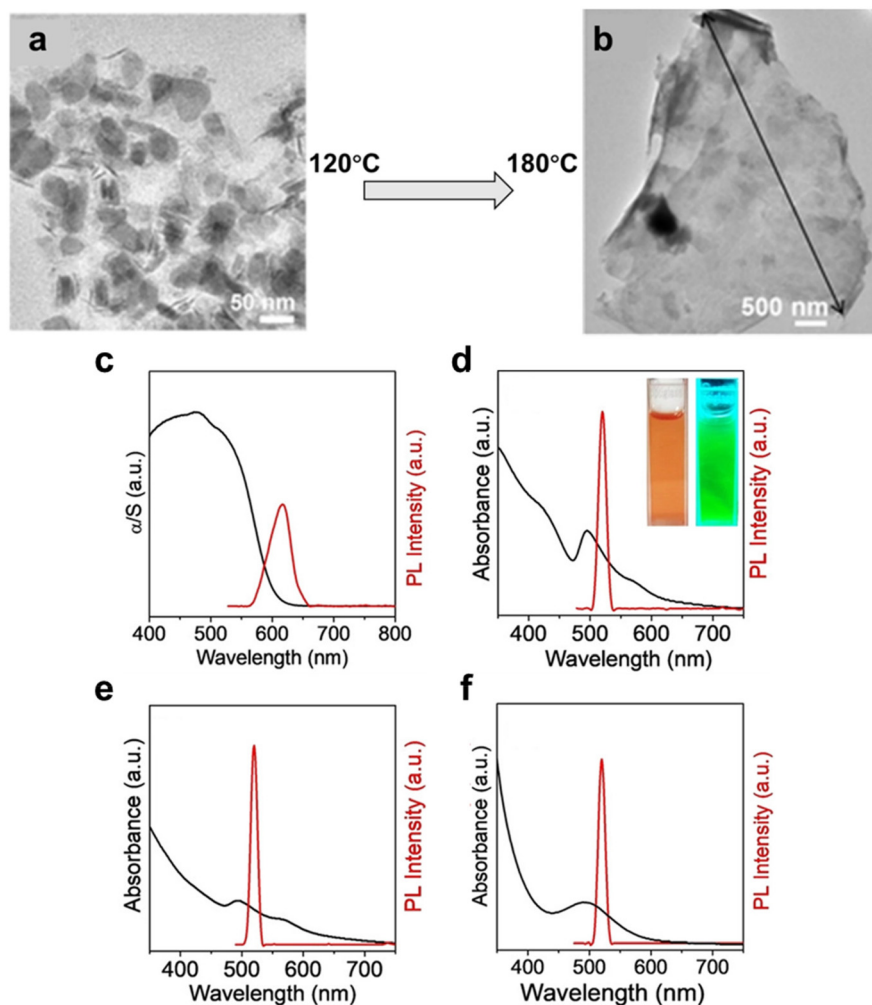 a
b
120°C
180°C
50 nm
500 nm
c
d
α/S (a.u.)
PL Intensity (a.u.)
400 500 600 700 800
Wavelength (nm)
Absorbance (a.u.)
PL Intensity (a.u.)
400 500 600 700
Wavelength (nm)
e
f
Absorbance (a.u.)
PL Intensity (a.u.)
400 500 600 700
Wavelength (nm)
Absorbance (a.u.)
PL Intensity (a.u.)
400 500 600 700
Wavelength (nm)